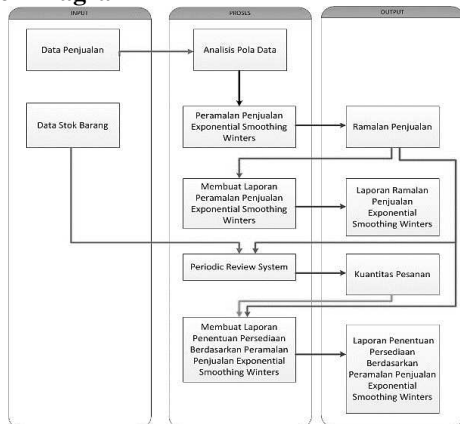 INPUT
PROSES
OUTPUT
Data Penjualan
Analisis Pola Data
Data Stok Barang
Peramalan Penjualan
Exponential Smoothing
Winters
Ramalan Penjualan
Membuat Laporan
Peramalan Penjualan
Exponential Smoothing
Winters
Laporan Ramalan
Penjualan
Exponential
Smoothing Winters
Periodic Review System
Kuantitas Pesanan
Membuat Laporan
Penentuan Persediaan
Berdasarkan Peramalan
Penjualan Exponential
Smoothing Winters
Laporan Penentuan
Persediaan
Berdasarkan
Peramalan Penjualan
Exponential
Smoothing Winters